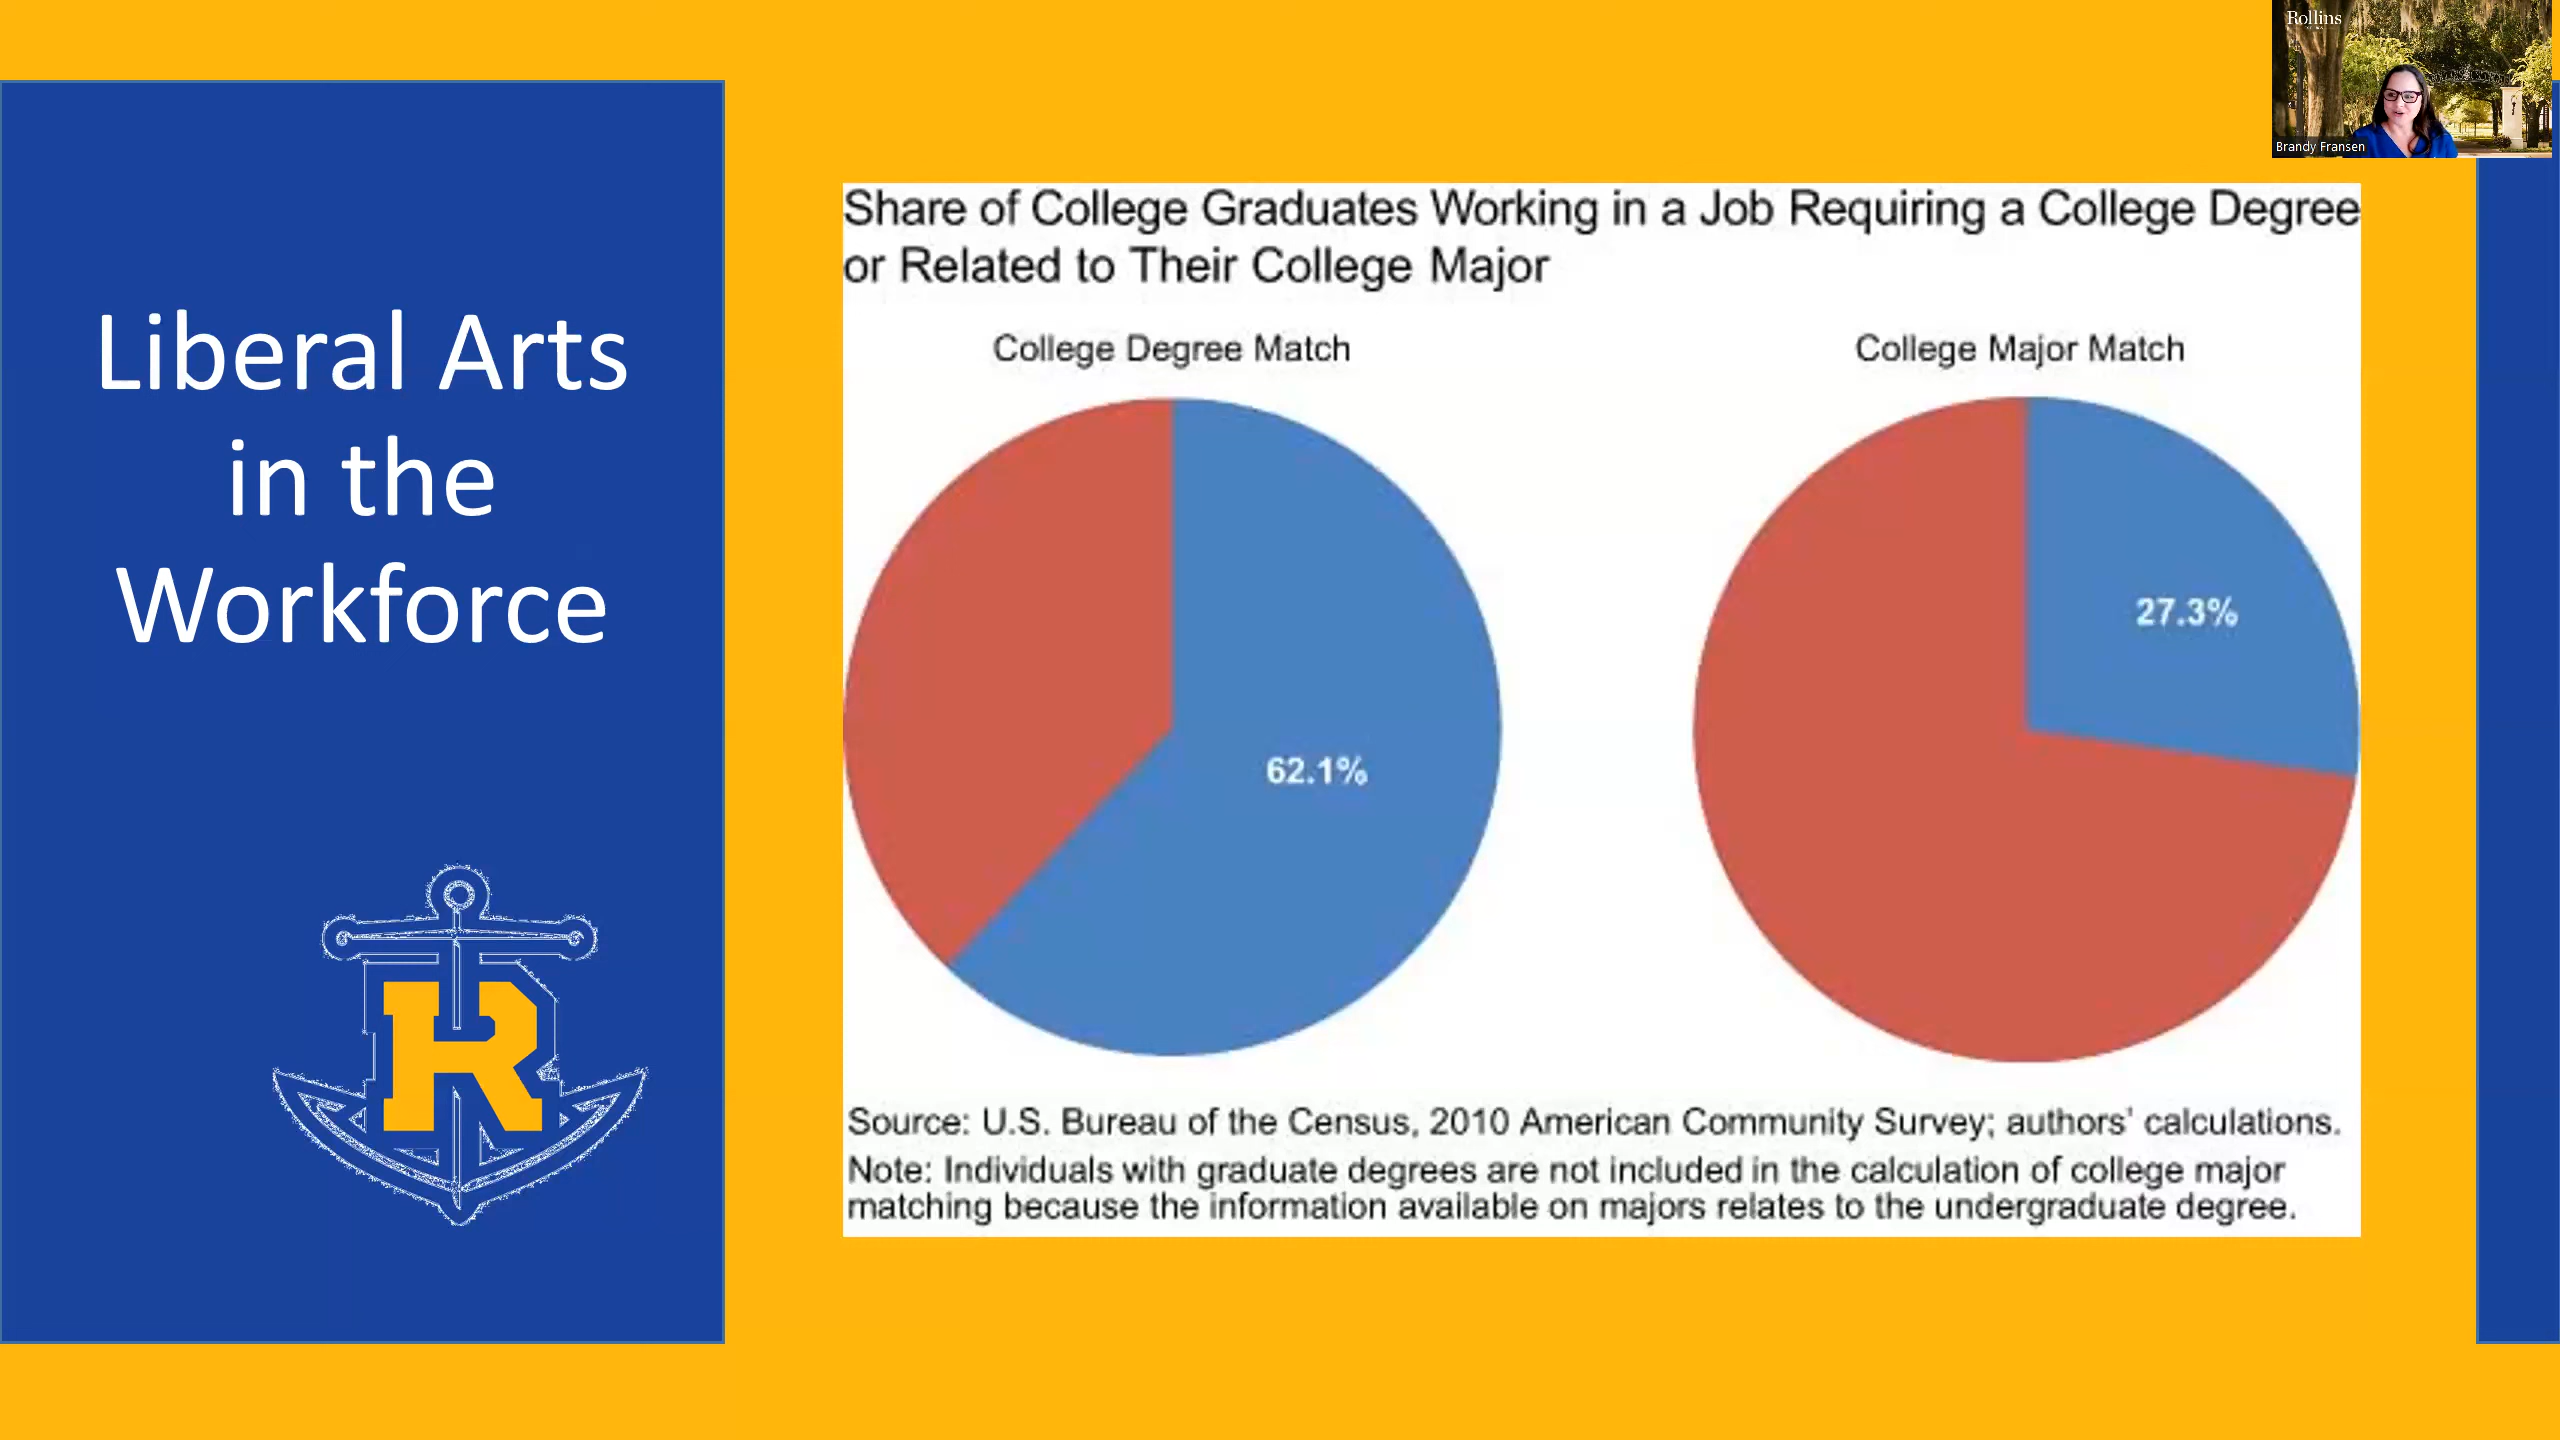 Rollins
Brandy Fransen
Liberal Arts
in the
Workforce
R
Share of College Graduates Working in a Job Requiring a College Degree
or Related to Their College Major
College Degree Match
College Major Match
62.1%
27.3%
Source: U.S. Bureau of the Census, 2010 American Community Survey; authors' calculations.
Note: Individuals with graduate degrees are not included in the calculation of college major
matching because the information available on majors relates to the undergraduate degree.